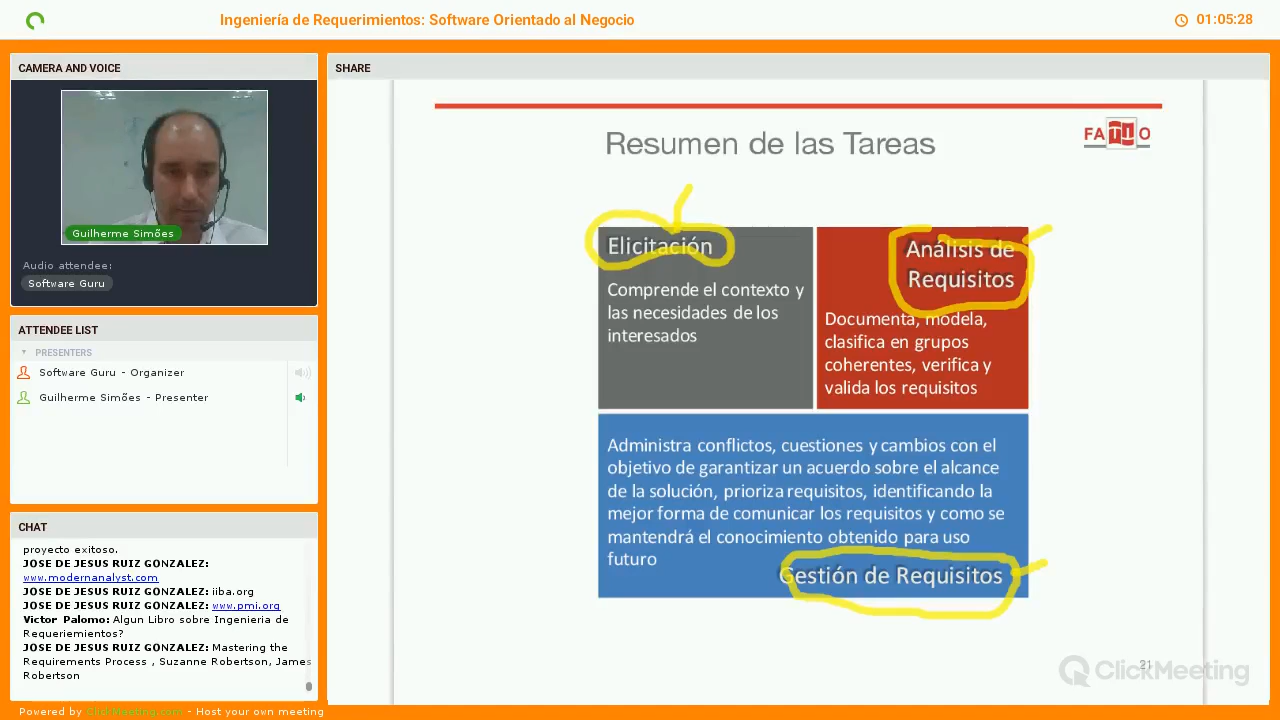 Ingeniería de Requerimientos: Software Orientado al Negocio
01:05:28
CAMERA AND VOICE
Guilherme Simões
Audio attendee:
Software Guru
ATTENDEE LIST
PRESENTERS
Software Guru - Organizer
Guilherme Simões - Presenter
CHAT
proyecto exitoso.
JOSE DE JESUS RUIZ GONZALEZ:
www.modernanalyst.com
JOSE DE JESUS RUIZ GONZALEZ: iiba.org
JOSE DE JESUS RUIZ GONZALEZ: www.pmi.org
Victor Palomo: Algun Libro sobre Ingenieria de
Requeriemientos?
JOSE DE JESUS RUIZ GONZALEZ: Mastering the
Requirements Process , Suzanne Robertson, James
Robertson
Powered by ClickMeeting.com - Host your own meeting
SHARE
Resumen de las Tareas
FATTO
Elicitación
Comprende el contexto y
las necesidades de los
interesados
Análisis de
Requisitos
Documenta, modela,
clasifica en grupos
coherentes, verifica y
valida los requisitos
Administra conflictos, cuestiones y cambios con el
objetivo de garantizar un acuerdo sobre el alcance
de la solución, prioriza requisitos, identificando la
mejor forma de comunicar los requisitos y como se
mantendrá el conocimiento obtenido para uso
futuro
Gestión de Requisitos
21
ClickMeeting